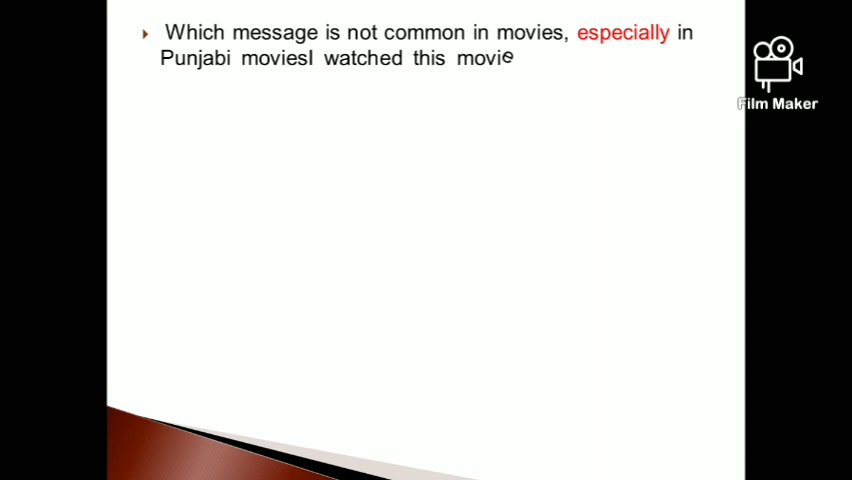 Which message is not common in movies, especially in
Punjabi moviesI watched this movie
Film Maker